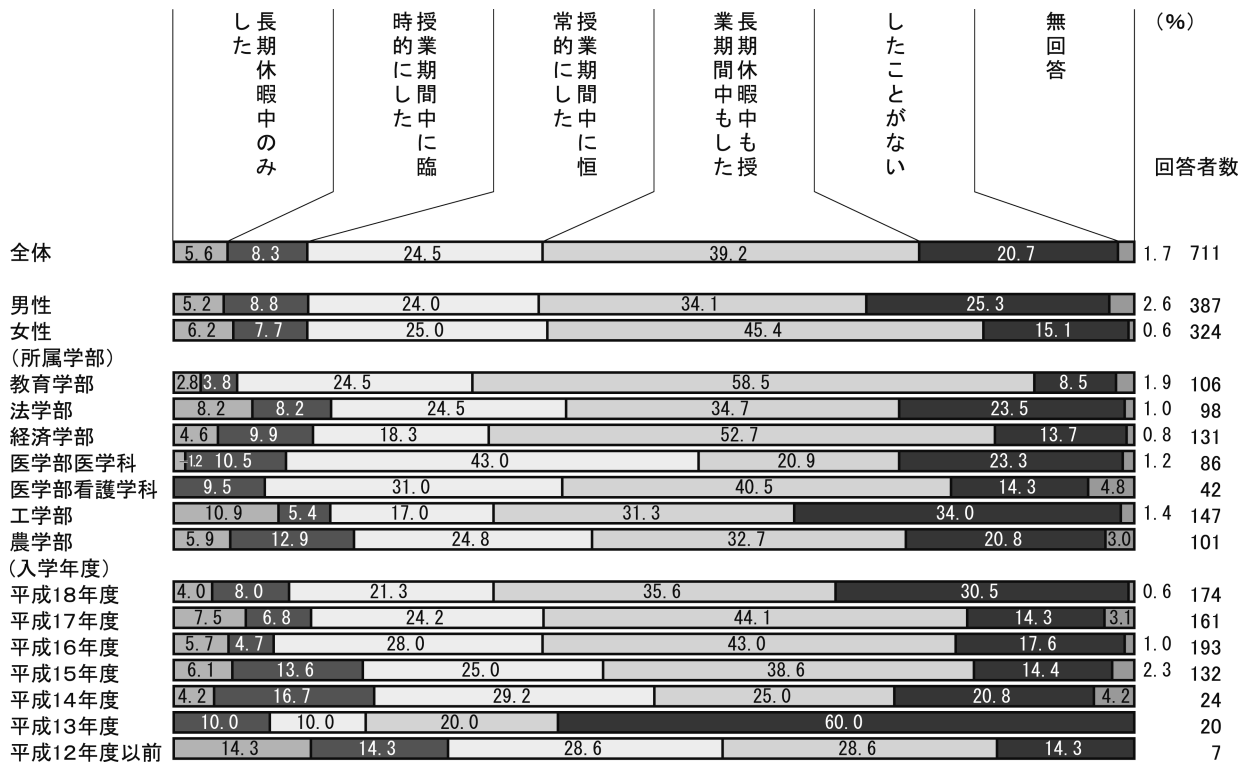 長期休暇中のみ
した
授業期間中に臨
時的にした
授業期間中に恒
常的にした
長期休暇中も授
業期間中もした
したことがない
無回答
(%)
回答者数
全体 5.6 8.3 24.5 39.2 20.7 1.7 711
男性 5.2 8.8 24.0 34.1 25.3 2.6 387
女性 6.2 7.7 25.0 45.4 15.1 0.6 324
(所属学部)
教育学部 2.8 3.8 24.5 58.5 8.5 1.9 106
法学部 8.2 8.2 24.5 34.7 23.5 1.0 98
経済学部 4.6 9.9 18.3 52.7 13.7 0.8 131
医学部医学科 1.2 10.5 43.0 20.9 23.3 1.2 86
医学部看護学科 9.5 31.0 40.5 14.3 4.8 42
工学部 10.9 5.4 17.0 31.3 34.0 1.4 147
農学部 5.9 12.9 24.8 32.7 20.8 3.0 101
(入学年度)
平成18年度 4.0 8.0 21.3 35.6 30.5 0.6 174
平成17年度 7.5 6.8 24.2 44.1 14.3 3.1 161
平成16年度 5.7 4.7 28.0 43.0 17.6 1.0 193
平成15年度 6.1 13.6 25.0 38.6 14.4 2.3 132
平成14年度 4.2 16.7 29.2 25.0 20.8 4.2 24
平成13年度 10.0 10.0 20.0 60.0 20
平成12年度以前 14.3 14.3 28.6 28.6 14.3 7